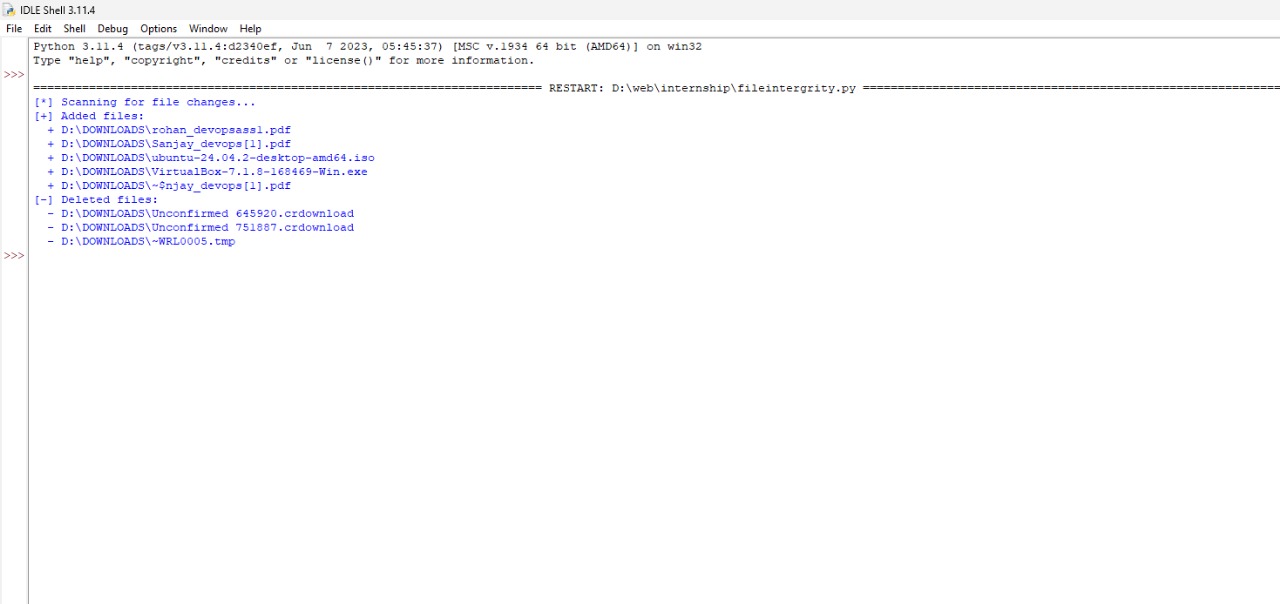 IDLE Shell 3.11.4
File Edit Shell Debug Options Window Help
Python 3.11.4 (tags/v3.11.4:d2340ef, Jun  7 2023, 05:45:37) [MSC v.1934 64 bit (AMD64)] on win32
Type "help", "copyright", "credits" or "license()" for more information.
>>>
========================================================================= RESTART: D:\web\internship\fileintergrity.py ============================================================
[*] Scanning for file changes...
[+] Added files:
  + D:\DOWNLOADS\rohan_devopsass1.pdf
  + D:\DOWNLOADS\Sanjay_devops[1].pdf
  + D:\DOWNLOADS\ubuntu-24.04.2-desktop-amd64.iso
  + D:\DOWNLOADS\VirtualBox-7.1.8-168469-Win.exe
  + D:\DOWNLOADS\~$njay_devops[1].pdf
[-] Deleted files:
  - D:\DOWNLOADS\Unconfirmed 645920.crdownload
  - D:\DOWNLOADS\Unconfirmed 751887.crdownload
  - D:\DOWNLOADS\~WRL0005.tmp
>>>